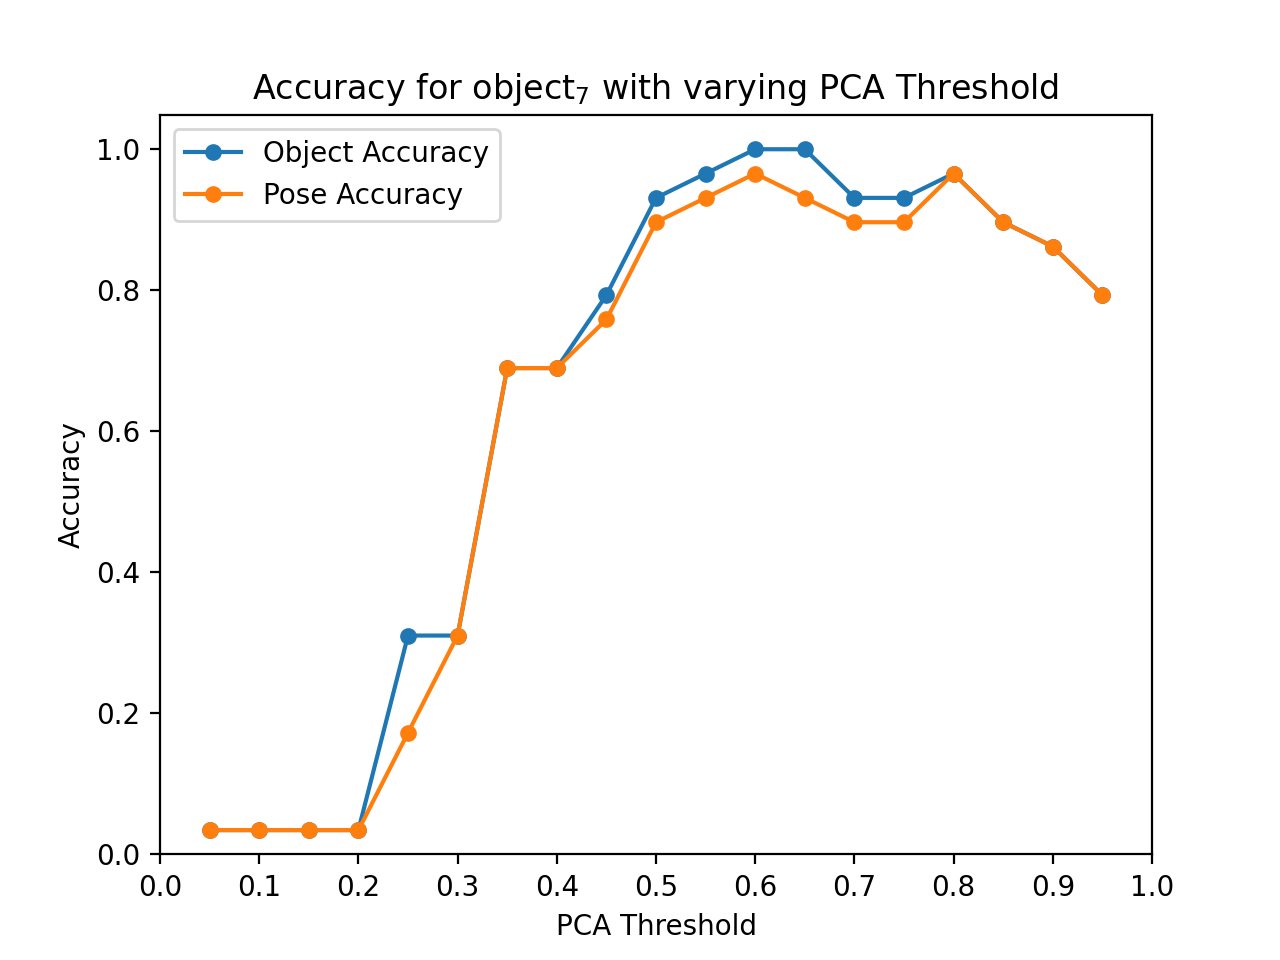 Accuracy for object₇ with varying PCA Threshold
Object Accuracy
Pose Accuracy
Accuracy
1.0
0.8
0.6
0.4
0.2
0.0
0.0 0.1 0.2 0.3 0.4 0.5 0.6 0.7 0.8 0.9 1.0
PCA Threshold